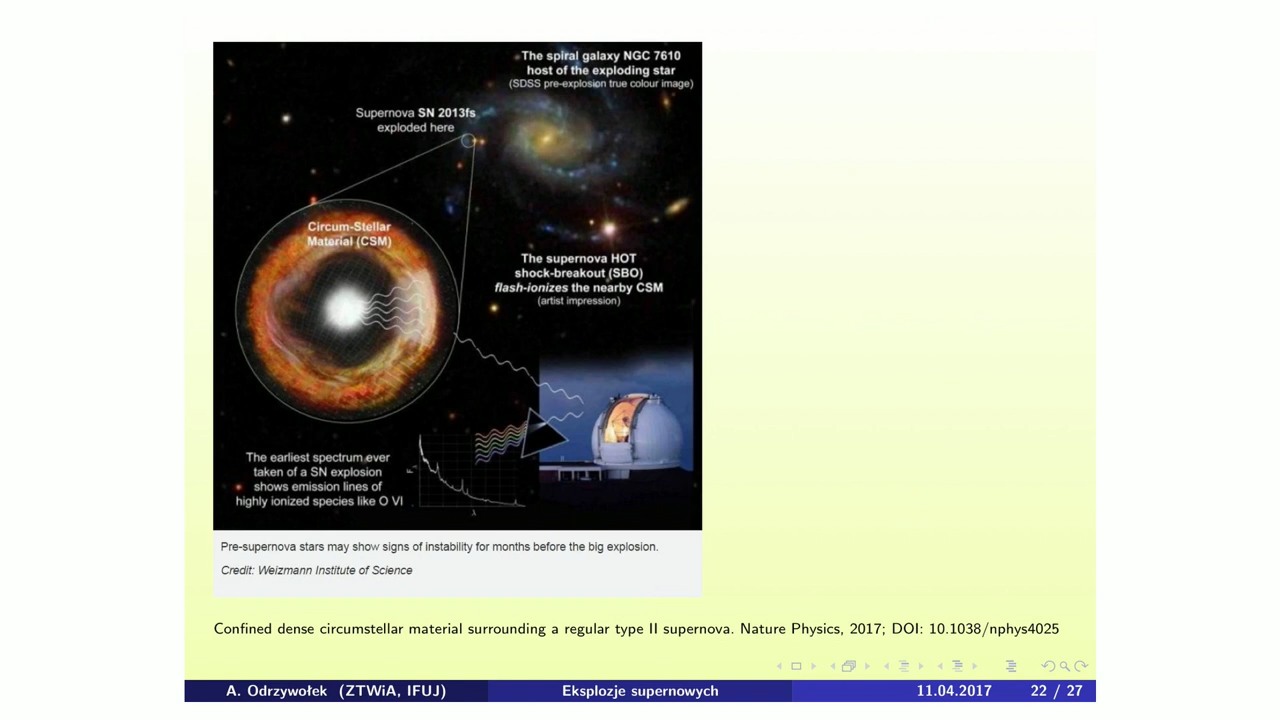 The spiral galaxy NGC 7610
host of the exploding star
(SDSS pre-explosion true colour image)
Supernova SN 2013fs
exploded here
Circum-Stellar
Material (CSM)
The supernova HOT
shock-breakout (SBO)
flash-ionizes the nearby CSM
(artist impression)
The earliest spectrum ever
taken of a SN explosion
shows emission lines of
highly ionized species like O VI
λ
Pre-supernova stars may show signs of instability for months before the big explosion.
Credit: Weizmann Institute of Science
Confined dense circumstellar material surrounding a regular type II supernova. Nature Physics, 2017; DOI: 10.1038/nphys4025
A. Odrzywołek (ZTWiA, IFUJ) Eksplozje supernowych 11.04.2017 22 / 27